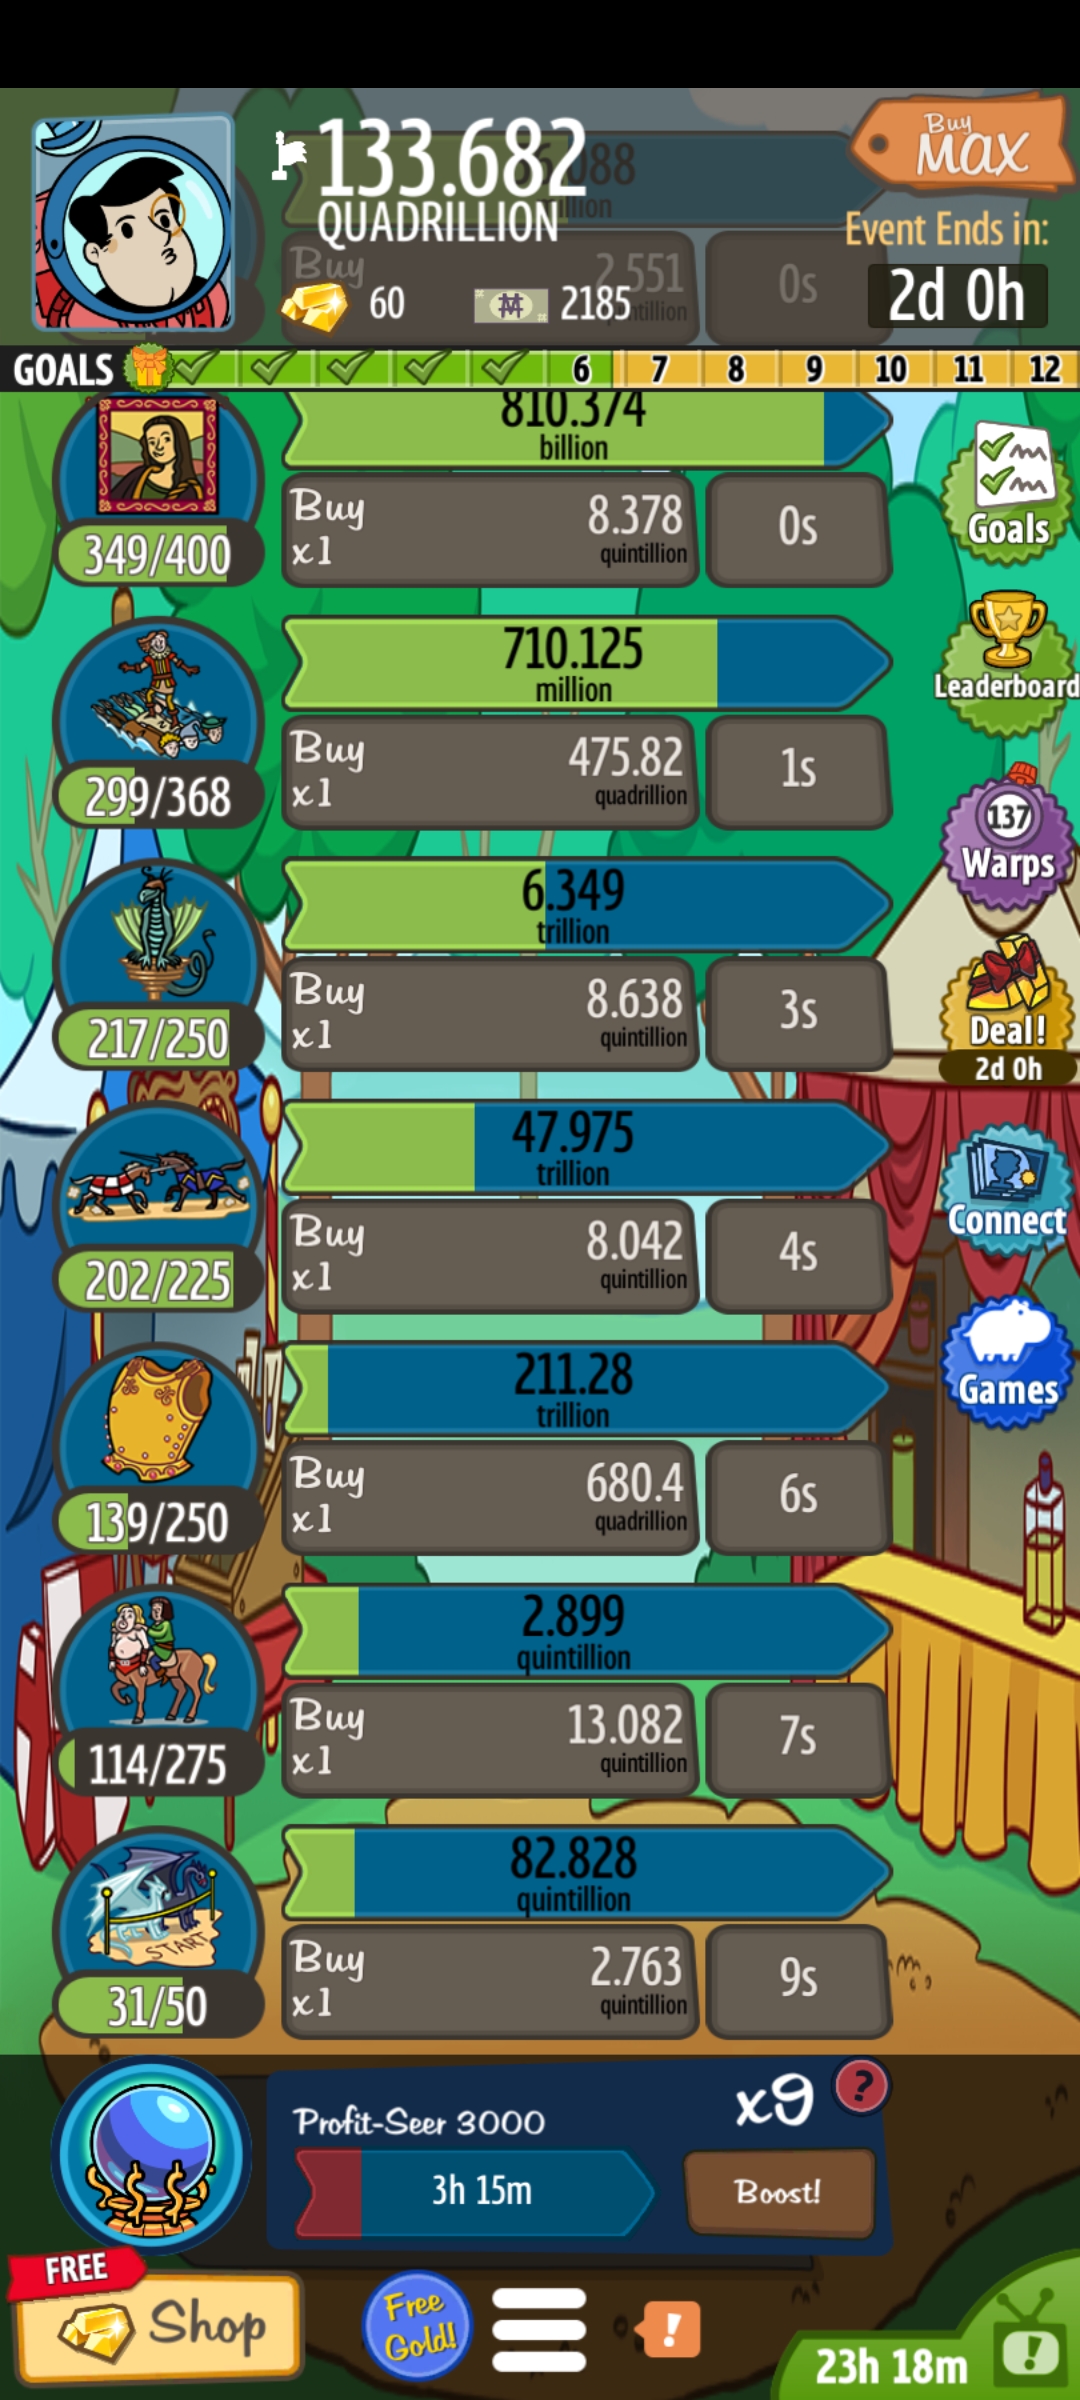 133.682
QUADRILLION
Buy
MAX
Event Ends in:
2d 0h
60
2185
Buy
2.551
0s
GOALS
6
7
8
9
10
11
12
810.374
billion
349/400
Buy
x1
8.378
quintillion
0s
Goals
710.125
million
299/368
Buy
x1
475.82
quadrillion
1s
Leaderboard
6.349
trillion
217/250
Buy
x1
8.638
quintillion
3s
137
Warps
Deal!
2d 0h
47.975
trillion
202/225
Buy
x1
8.042
quintillion
4s
Connect
211.28
trillion
139/250
Buy
x1
680.4
quadrillion
6s
Games
2.899
quintillion
114/275
Buy
x1
13.082
quintillion
7s
82.828
quintillion
START
31/50
Buy
x1
2.763
quintillion
9s
Profit-Seer 3000
x9
?
3h 15m
Boost!
FREE
Shop
Free
Gold!
!
23h 18m
!